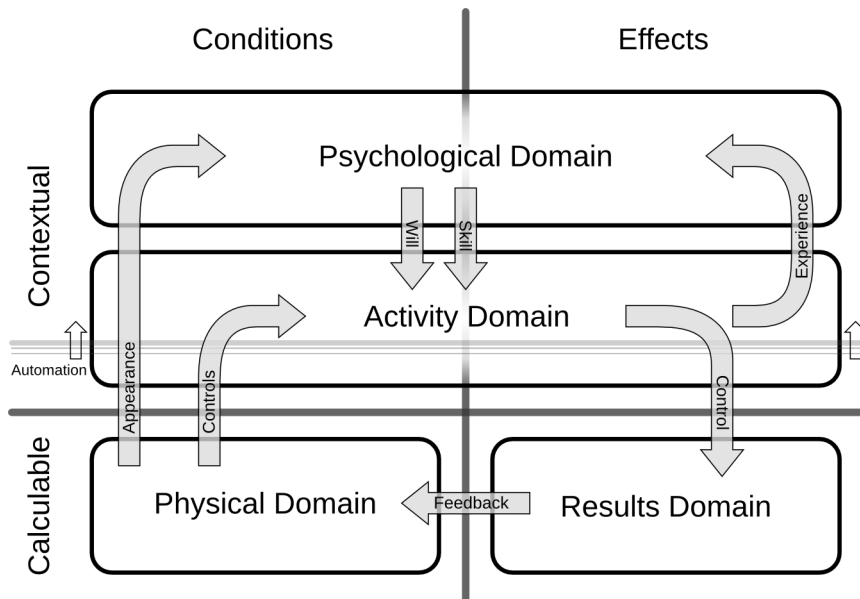 Conditions
Effects
Contextual
Psychological Domain
Will
Skill
Experience
Activity Domain
Automation
Appearance
Controls
Control
Calculable
Physical Domain
Feedback
Results Domain